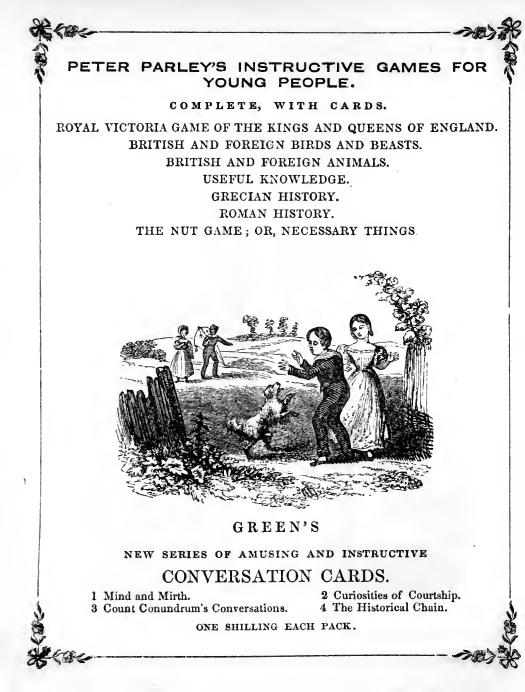 PETER PARLEY'S INSTRUCTIVE GAMES FOR
YOUNG PEOPLE.
COMPLETE, WITH CARDS.
ROYAL VICTORIA GAME OF THE KINGS AND QUEENS OF ENGLAND.
BRITISH AND FOREIGN BIRDS AND BEASTS.
BRITISH AND FOREIGN ANIMALS.
USEFUL KNOWLEDGE.
GRECIAN HISTORY.
ROMAN HISTORY.
THE NUT GAME; OR, NECESSARY THINGS
GREEN'S
NEW SERIES OF AMUSING AND INSTRUCTIVE
CONVERSATION CARDS.
1 Mind and Mirth. 2 Curiosities of Courtship.
3 Count Conundrum's Conversations. 4 The Historical Chain.
ONE SHILLING EACH PACK.